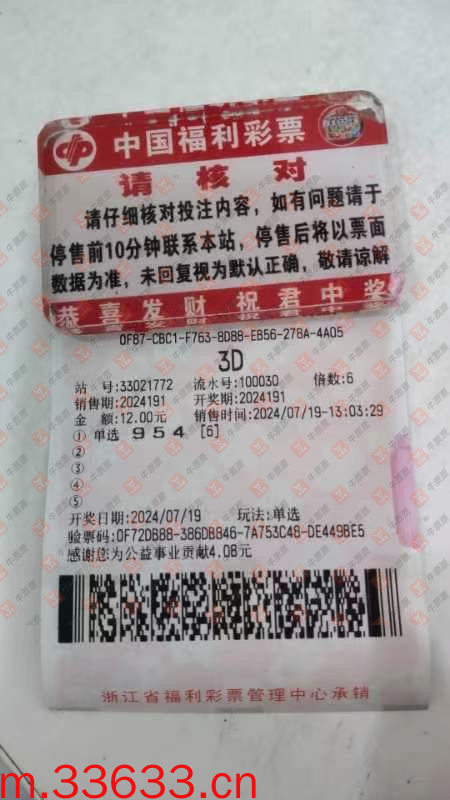 中国福利彩票
请核对
请仔细核对投注内容，如有问题请于
停售前10分钟联系本站，停售后将以票面
数据为准，未回复视为默认正确，敬请谅解
恭喜发财祝君中奖
0F87-CBC1-F763-8D88-EB56-278A-4A05
3D
站 号:33021772 流水号:100030 倍数:6
销售期:2024191 开奖期:2024191
金 额:12.00元 销售时间:2024/07/19-13:03:29
① 单选 954 [6]
②
③
④
⑤
开奖日期:2024/07/19 玩法:单选
验票码:0F72DB88-386DB846-7A753C48-DE449BE5
感谢您为公益事业贡献4.08元
浙江省福利彩票管理中心承销
m.33633.cn